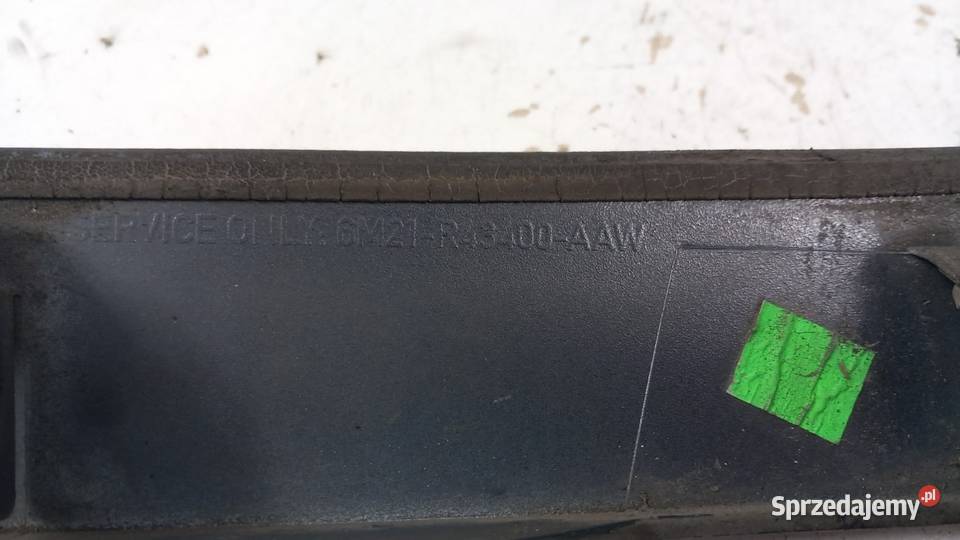 SERVICE ONLY: 6M21-R43400-AAW
Sprzedajemy.pl